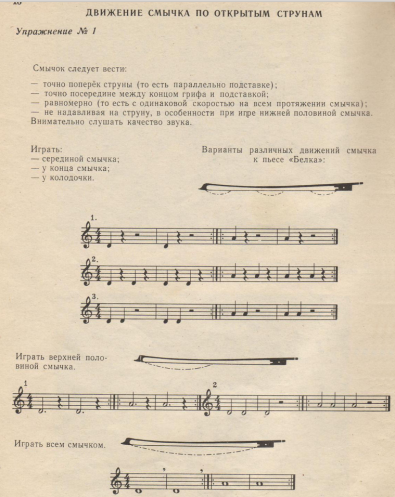 ДВИЖЕНИЕ СМЫЧКА ПО ОТКРЫТЫМ СТРУНАМ
Упражнение № 1
Смычок следует вести:
— точно поперёк струны (то есть параллельно подставке);
— точно посередине между концом грифа и подставкой;
— равномерно (то есть с одинаковой скоростью на всем протяжении смычка);
— не надавливая на струну, в особенности при игре нижней половиной смычка.
Внимательно слушать качество звука.
Играть:
— серединой смычка;
— у конца смычка;
— у колодочки.
Варианты различных движений смычка
к пьесе «Белка»:
1.
2.
3.
Играть верхней поло-
виной смычка.
1
2
Играть всем смычком.